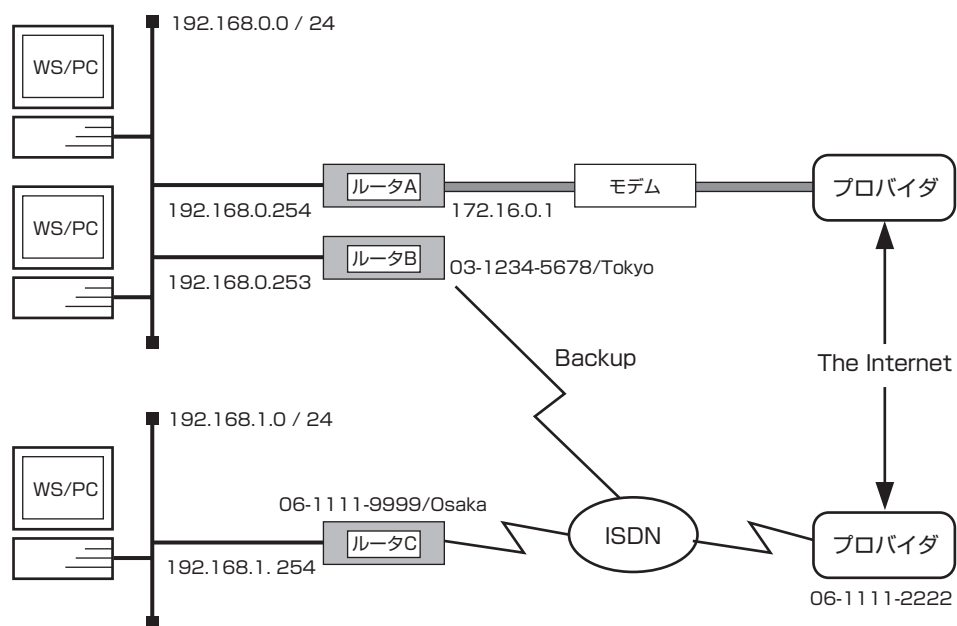 192.168.0.0 / 24
WS/PC
ルータA
モデム
プロバイダ
192.168.0.254
172.16.0.1
WS/PC
ルータB
03-1234-5678/Tokyo
192.168.0.253
Backup
The Internet
192.168.1.0 / 24
WS/PC
06-1111-9999/Osaka
ルータC
ISDN
プロバイダ
192.168.1. 254
06-1111-2222